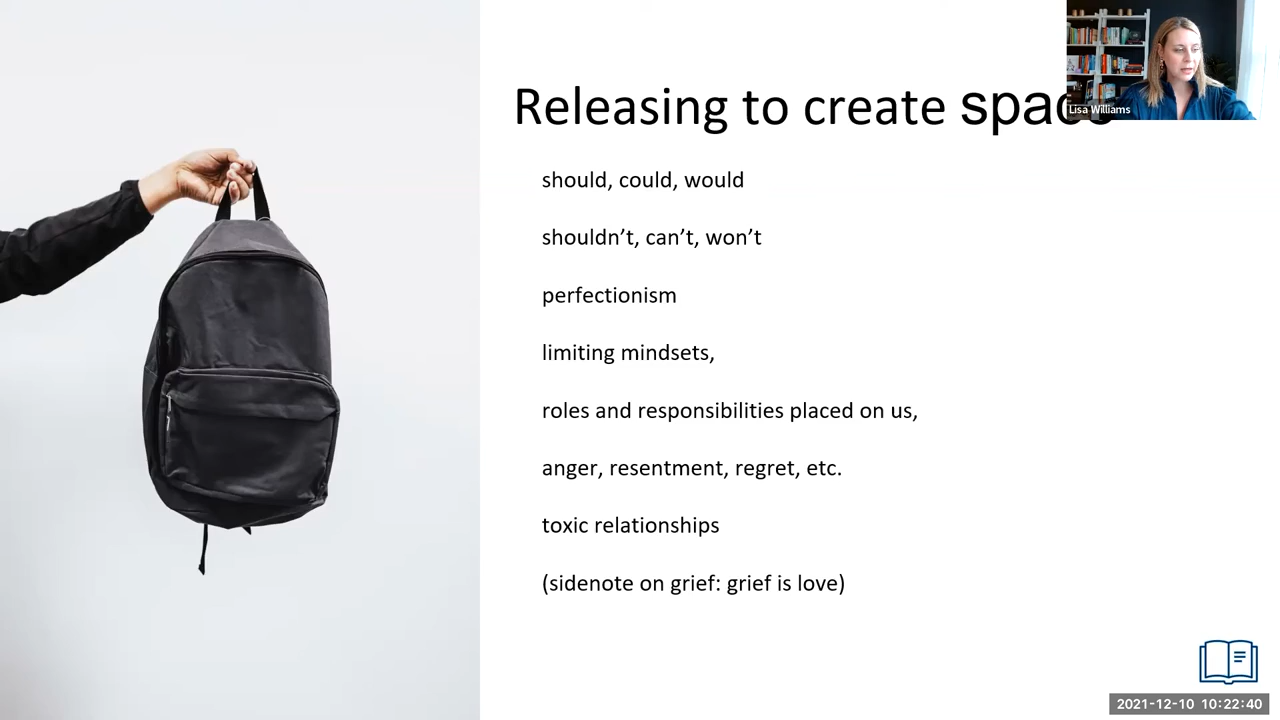 Releasing to create space
Lisa Williams
should, could, would
shouldn’t, can’t, won’t
perfectionism
limiting mindsets,
roles and responsibilities placed on us,
anger, resentment, regret, etc.
toxic relationships
(sidenote on grief: grief is love)
2021-12-10 10:22:40